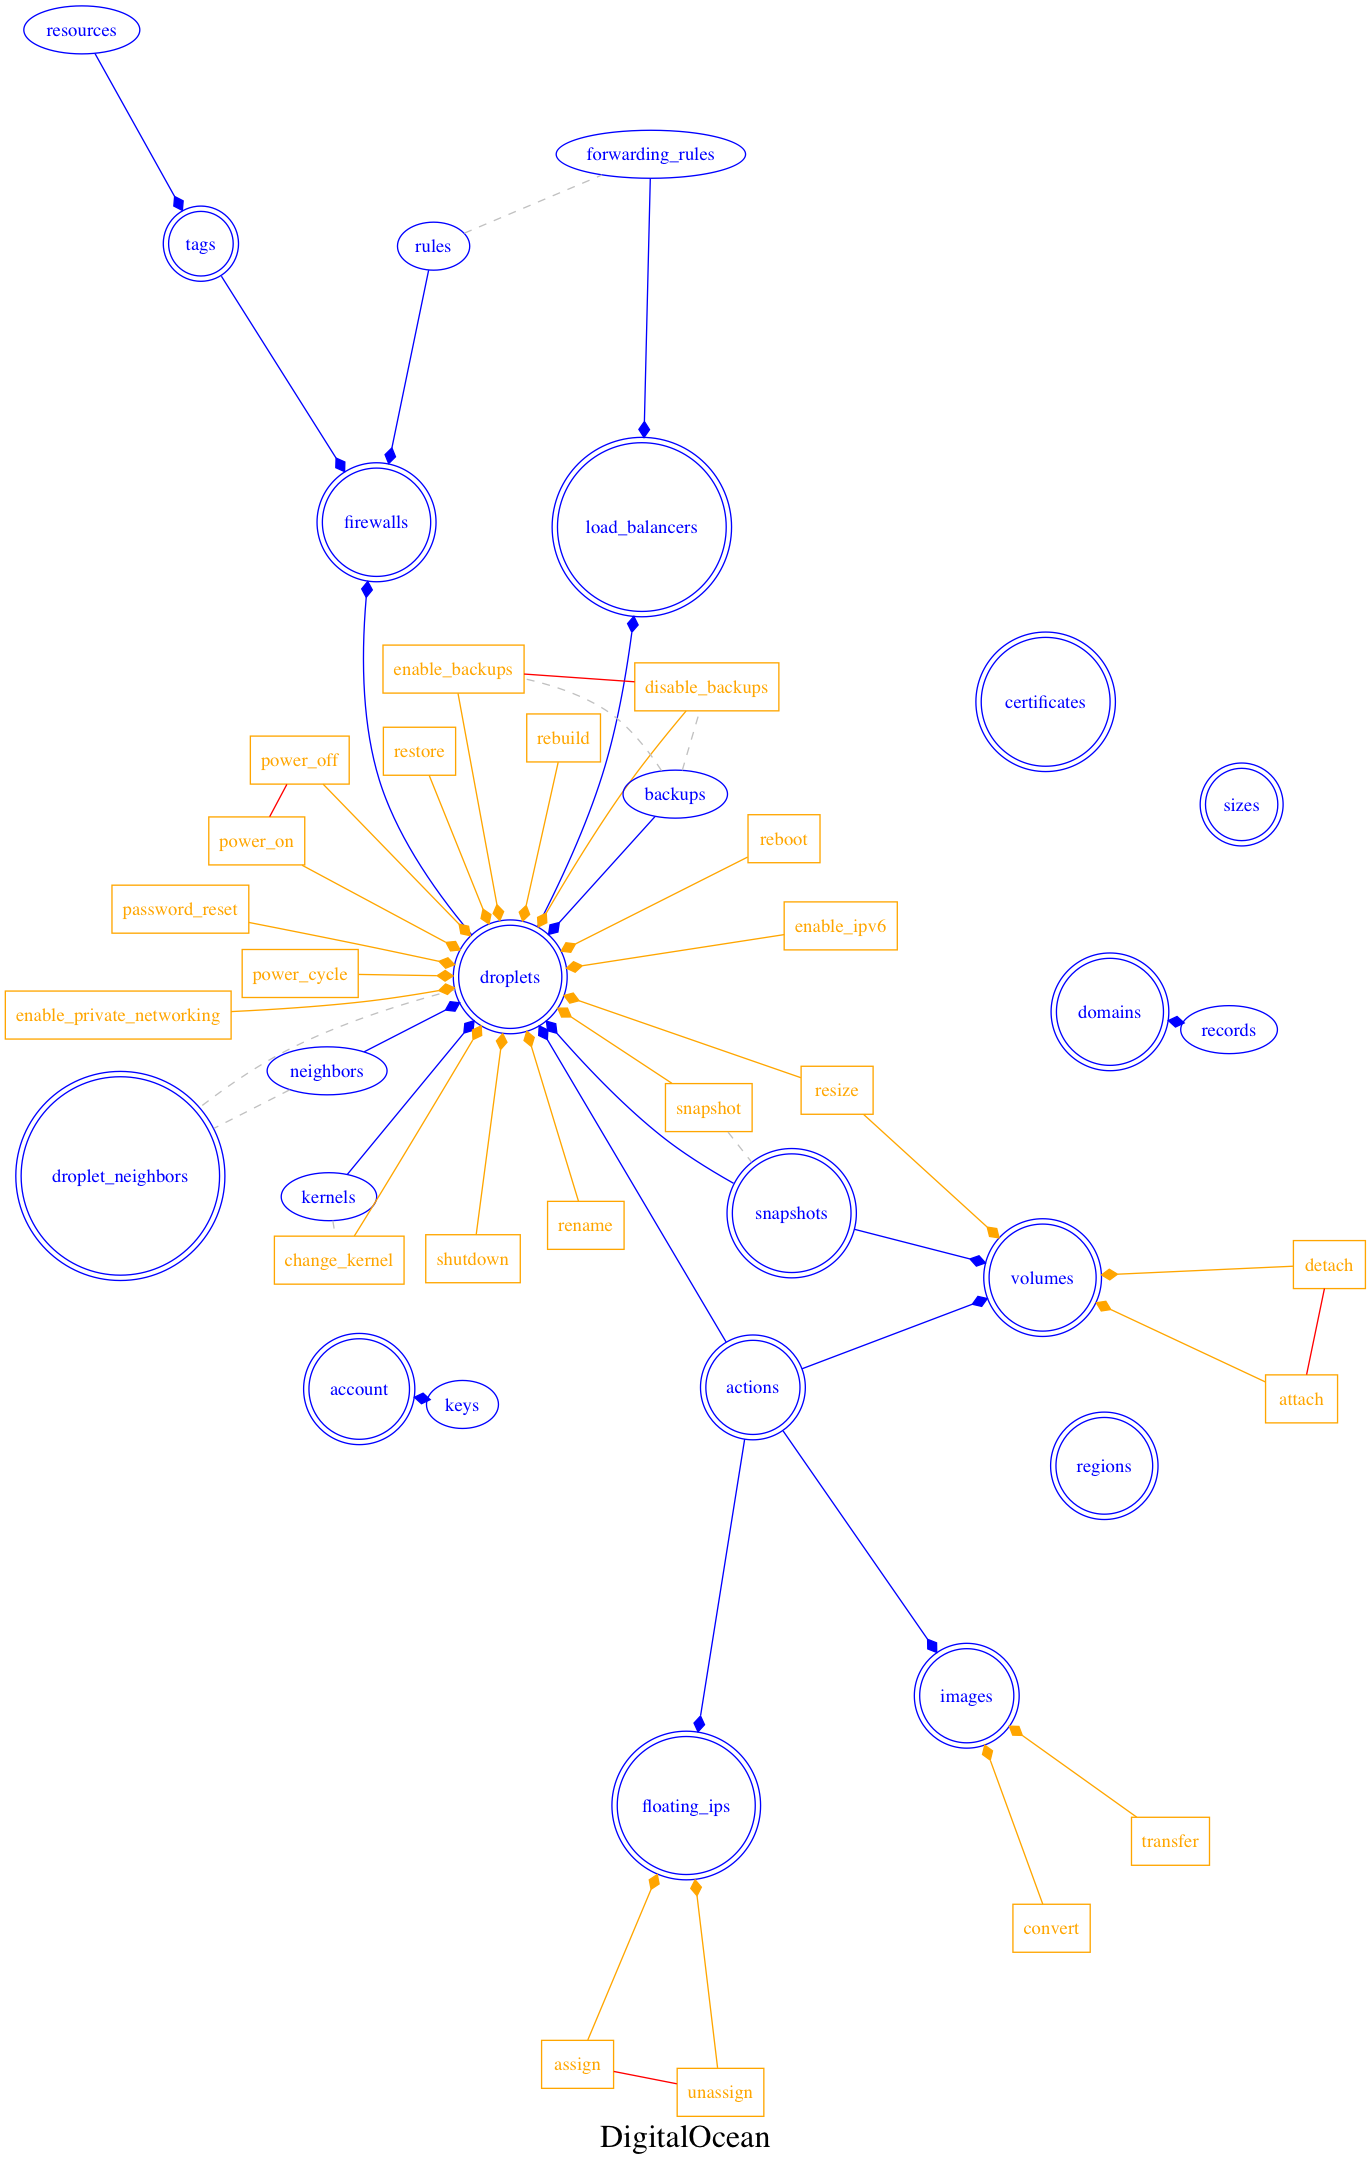 resources
forwarding_rules
tags
rules
firewalls
load_balancers
enable_backups
disable_backups
certificates
rebuild
restore
power_off
backups
sizes
power_on
reboot
password_reset
enable_ipv6
power_cycle
droplets
enable_private_networking
domains
records
neighbors
resize
snapshot
droplet_neighbors
kernels
snapshots
rename
change_kernel
shutdown
volumes
detach
account
actions
attach
keys
regions
images
floating_ips
transfer
convert
assign
unassign
DigitalOcean